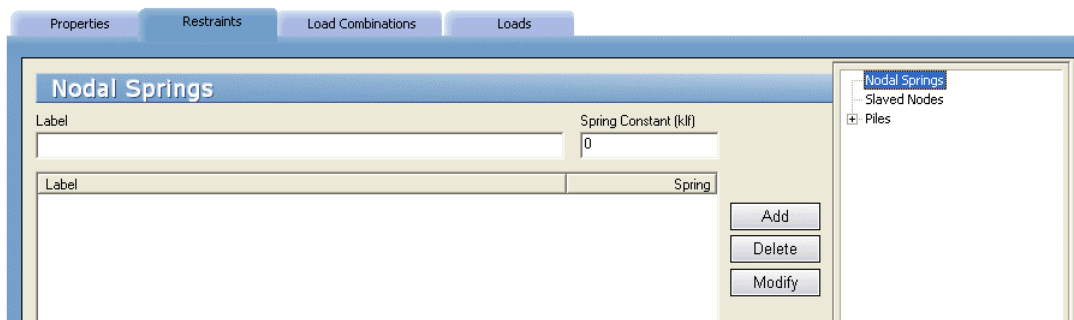 Properties Restraints Load Combinations Loads
Nodal Springs
Label Spring Constant (klf)
0
Label Spring
Add
Delete
Modify
Nodal Springs
Slaved Nodes
Piles